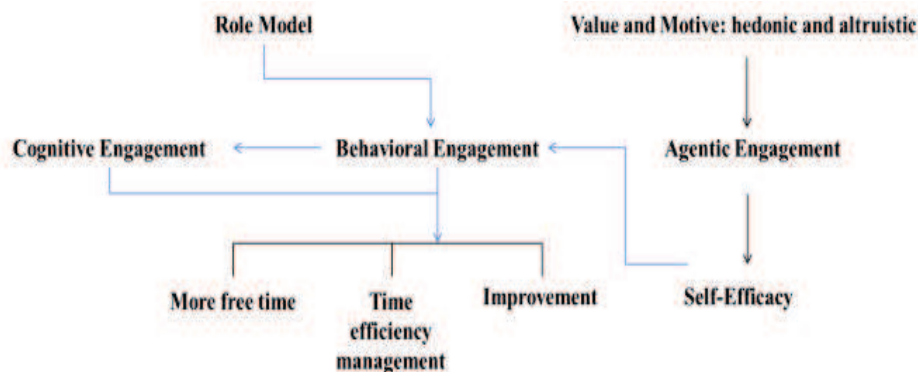 Role Model
Value and Motive: hedonic and altruistic
Cognitive Engagement
Behavioral Engagement
Agentic Engagement
More free time
Time
efficiency
management
Improvement
Self-Efficacy